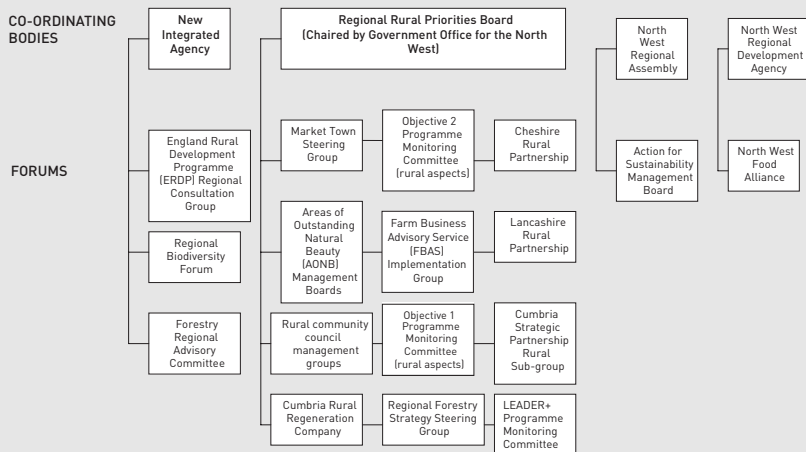 CO-ORDINATING
BODIES
New
Integrated
Agency
Regional Rural Priorities Board
(Chaired by Government Office for the North
West)
North
West
Regional
Assembly
North West
Regional
Development
Agency
FORUMS
England Rural
Development
Programme
(ERDP) Regional
Consultation
Group
Market Town
Steering
Group
Objective 2
Programme
Monitoring
Committee
(rural aspects)
Cheshire
Rural
Partnership
Action for
Sustainability
Management
Board
North West
Food
Alliance
Regional
Biodiversity
Forum
Areas of
Outstanding
Natural
Beauty
(AONB)
Management
Boards
Farm Business
Advisory Service
(FBAS)
Implementation
Group
Lancashire
Rural
Partnership
Forestry
Regional
Advisory
Committee
Rural community
council
management
groups
Objective 1
Programme
Monitoring
Committee
(rural aspects)
Cumbria
Strategic
Partnership
Rural
Sub-group
Cumbria Rural
Regeneration
Company
Regional Forestry
Strategy Steering
Group
LEADER+
Programme
Monitoring
Committee